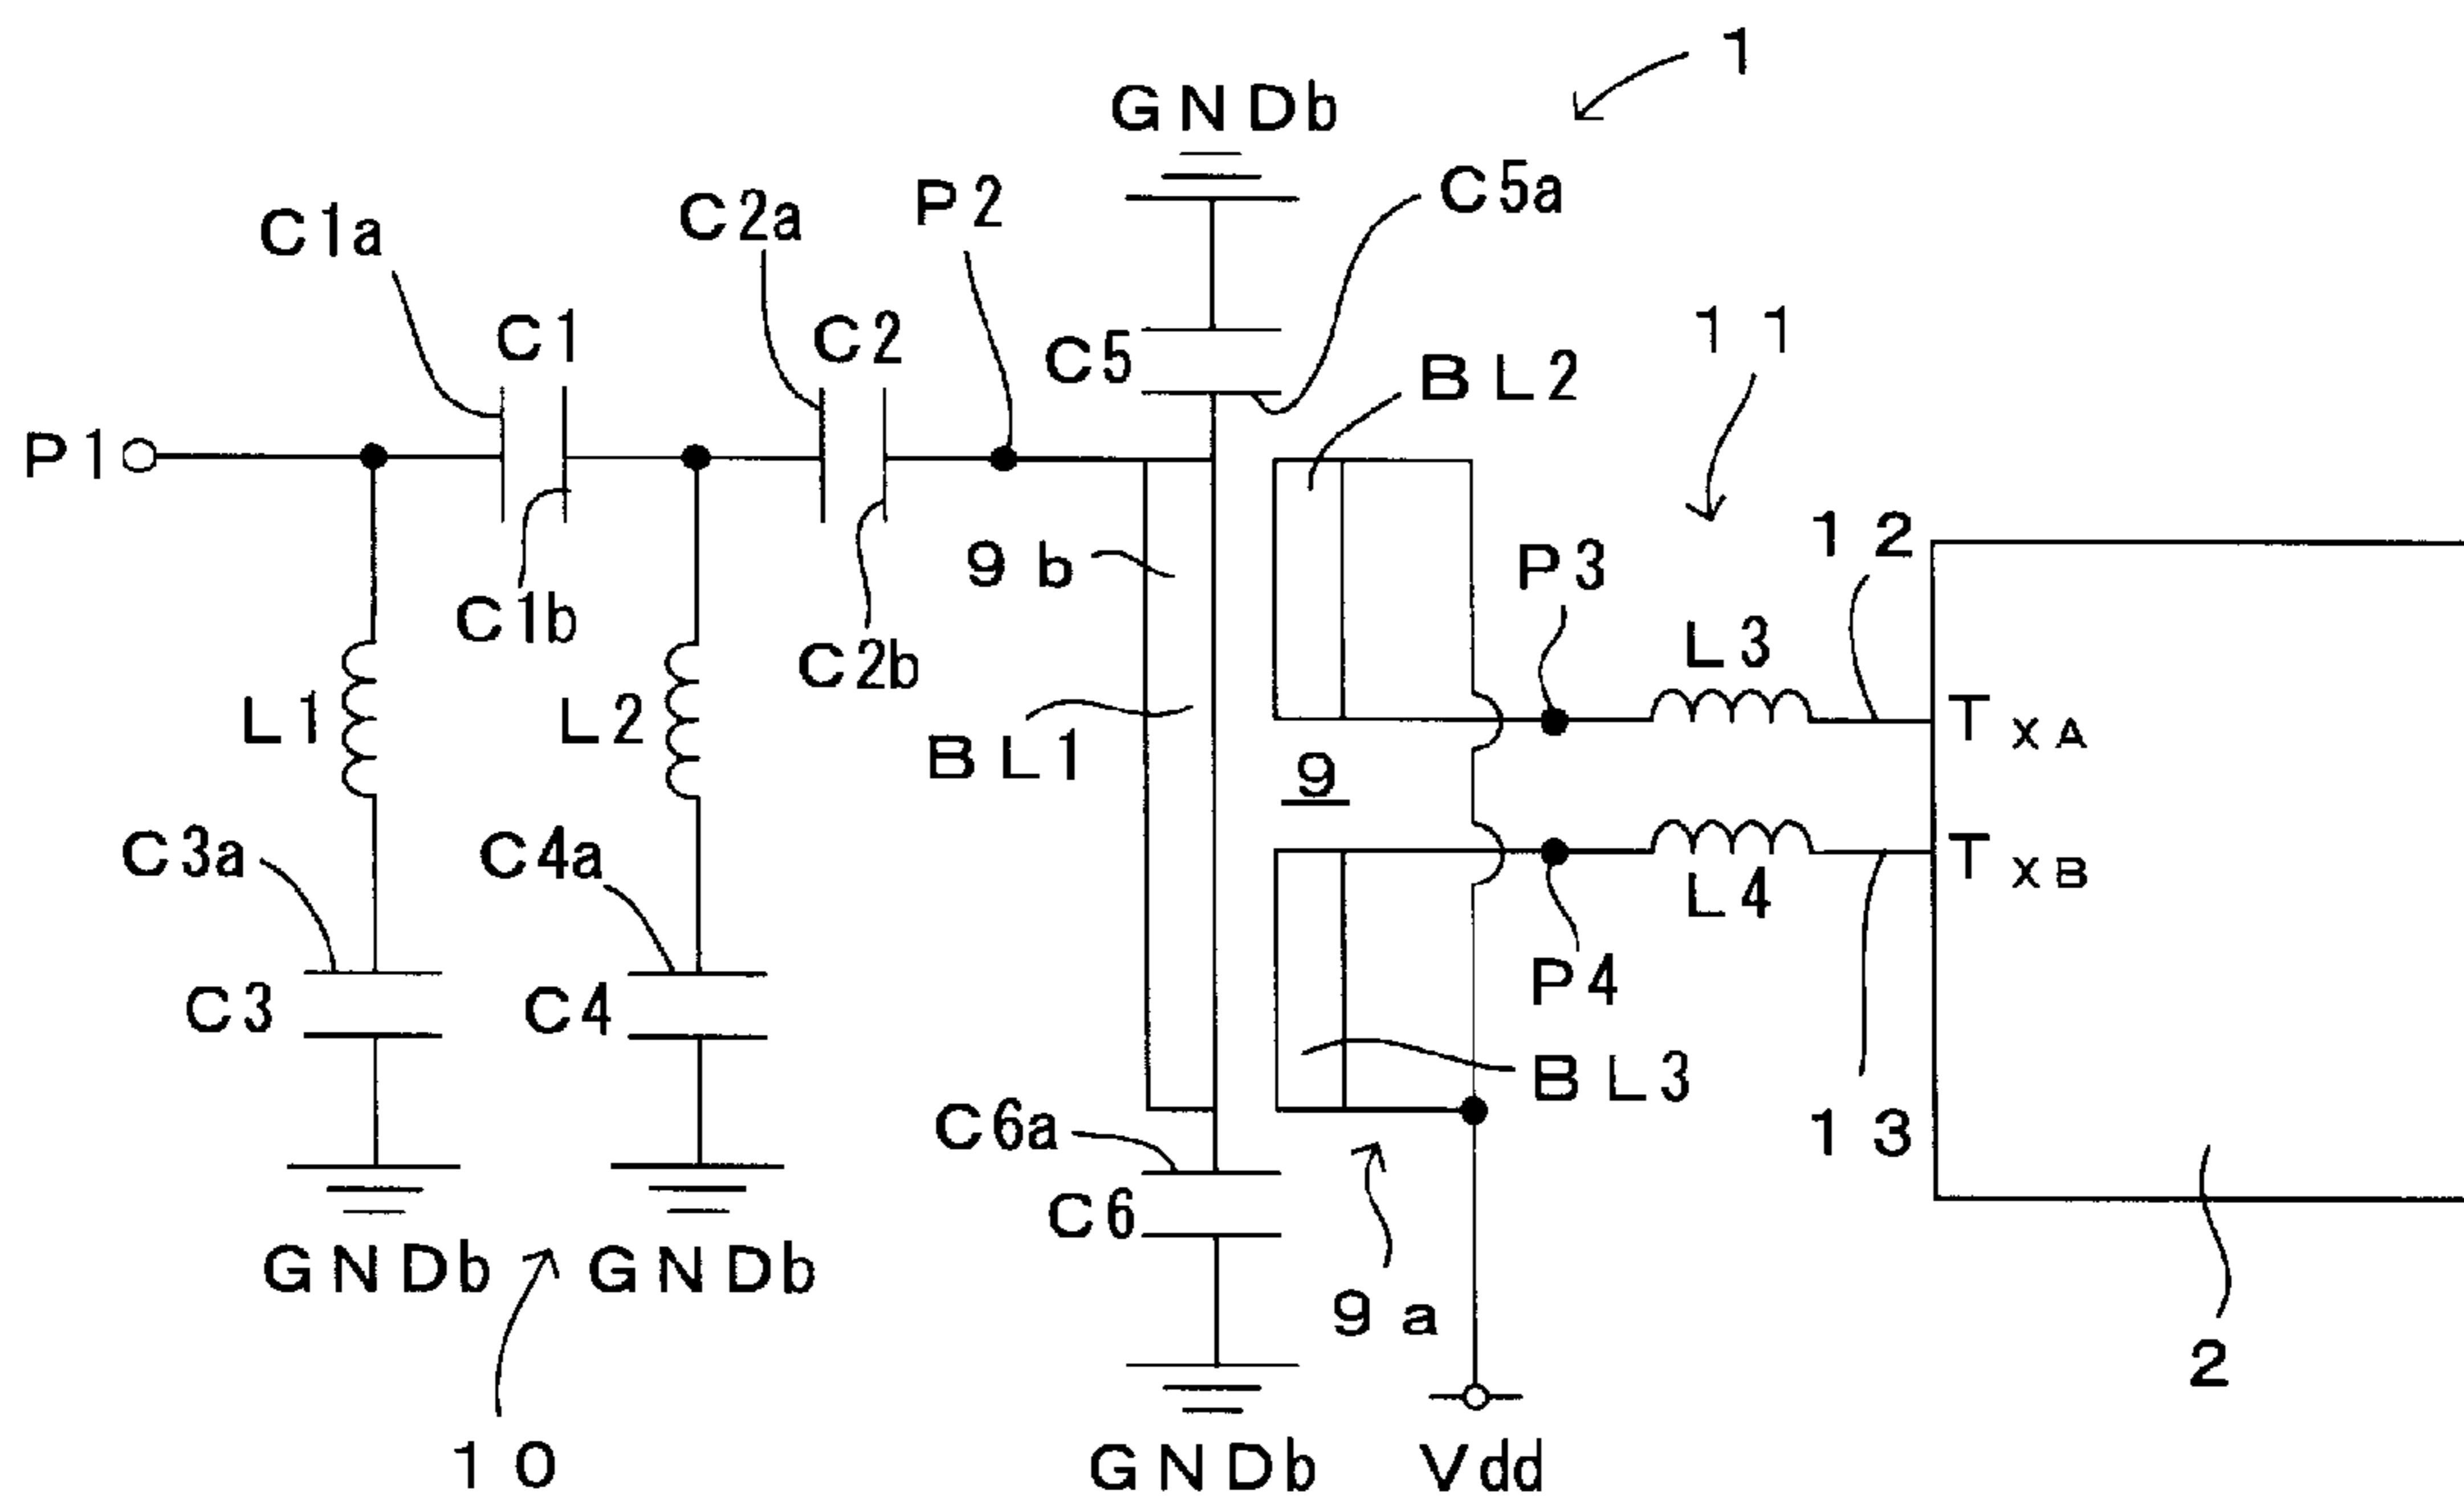 1
GNDb
C5a
P2
C2a
C1a
C1
C2
C5
BL2
11
P1
9b
P3
12
C1b
C2b
L3
L1
L2
BL1
9
TXA
C3a
C4a
TXB
L4
P4
C3
C4
BL3
C6a
13
C6
GNDb
GNDb
9a
2
10
GNDb
Vdd